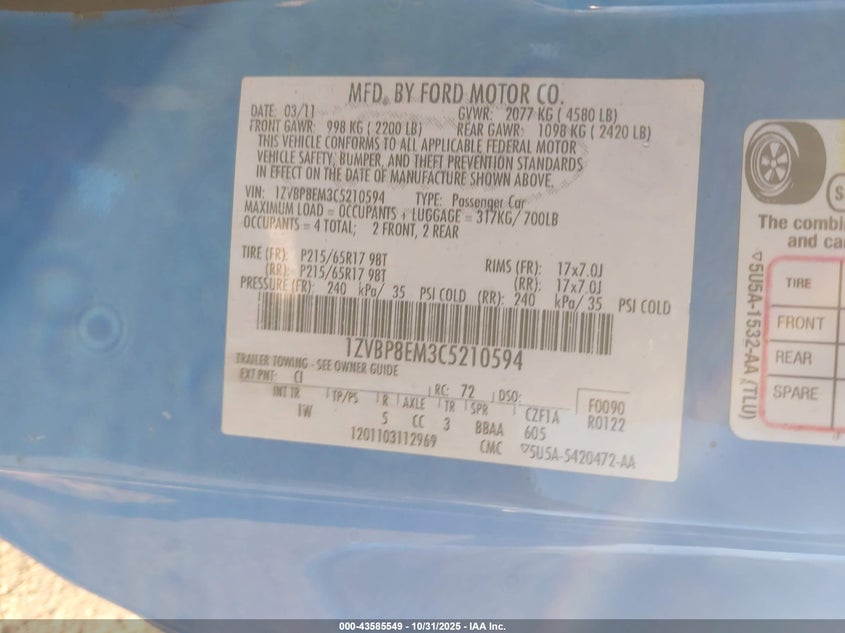 MFD. BY FORD MOTOR CO.
DATE: 03/11 GVWR: 2077 KG ( 4580 LB)
FRONT GAWR: 998 KG ( 2200 LB) REAR GAWR: 1098 KG ( 2420 LB)
THIS VEHICLE CONFORMS TO ALL APPLICABLE FEDERAL MOTOR
VEHICLE SAFETY, BUMPER, AND THEFT PREVENTION STANDARDS
IN EFFECT ON THE DATE OF MANUFACTURE SHOWN ABOVE.
VIN: 1ZVBP8EM3C5210594 TYPE: Passenger Car
MAXIMUM LOAD = OCCUPANTS + LUGGAGE = 317KG/ 700LB
OCCUPANTS = 4 TOTAL; 2 FRONT, 2 REAR
TIRE (FR): P215/65R17 98T RIMS (FR): 17x7.0J
(RR): P215/65R17 98T (RR): 17x7.0J
PRESSURE (FR): 240 kPa/ 35 PSI COLD (RR): 240 kPa/ 35 PSI COLD
1ZVBP8EM3C5210594
TRAILER TOWING - SEE OWNER GUIDE
EXT PNT: CI RC: 72 DSO: F0090
INT TR TP/PS R AXLE TR SPR CZF1A R0122
IW 5 CC 3 BBAA 605
1201103112969 CMC ▽5U5A-5420472-AA
The combin
and car
TIRE
FRONT
REAR
SPARE
▽5U5A-1532-AA (TLU)
000-43585549 - 10/31/2025 - IAA Inc.